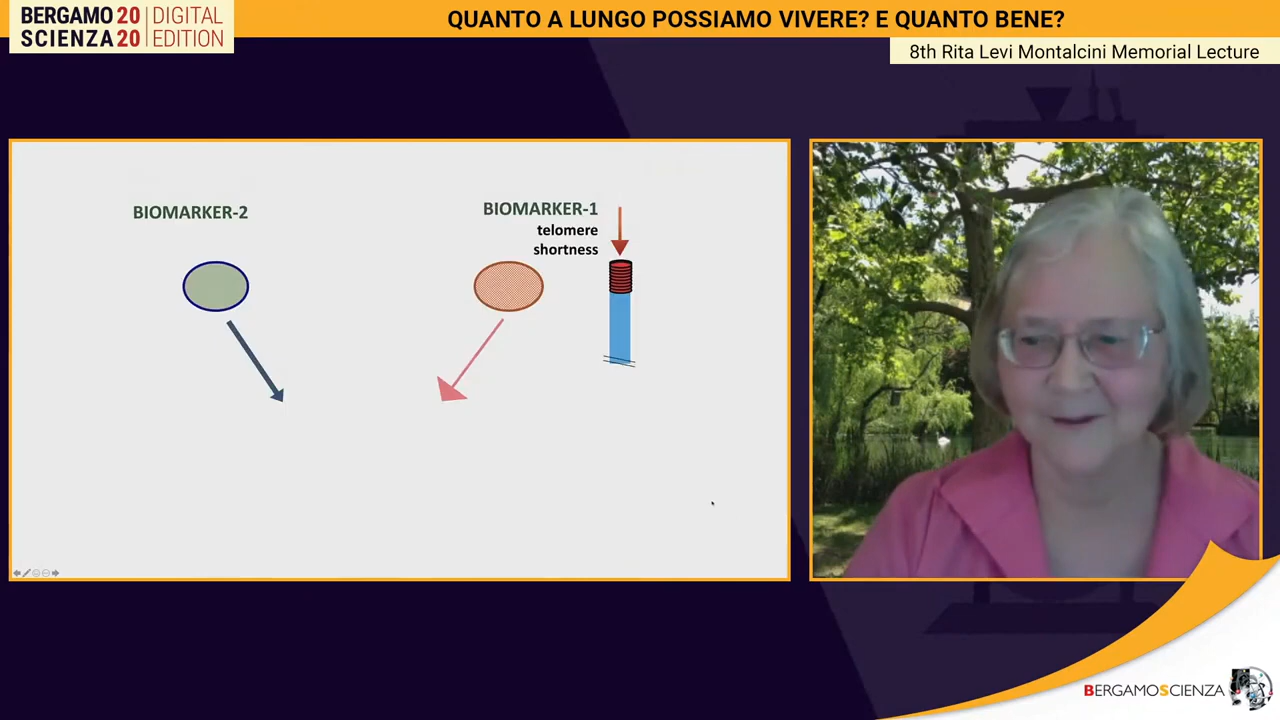 BERGAMO 20 DIGITAL
SCIENZA 20 EDITION
QUANTO A LUNGO POSSIAMO VIVERE? E QUANTO BENE?
8th Rita Levi Montalcini Memorial Lecture
BIOMARKER-2
BIOMARKER-1
telomere
shortness
BERGAMOSCIENZA